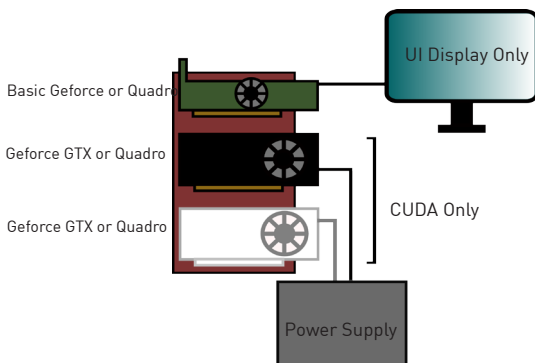 UI Display Only
Basic Geforce or Quadro
Geforce GTX or Quadro
CUDA Only
Geforce GTX or Quadro
Power Supply